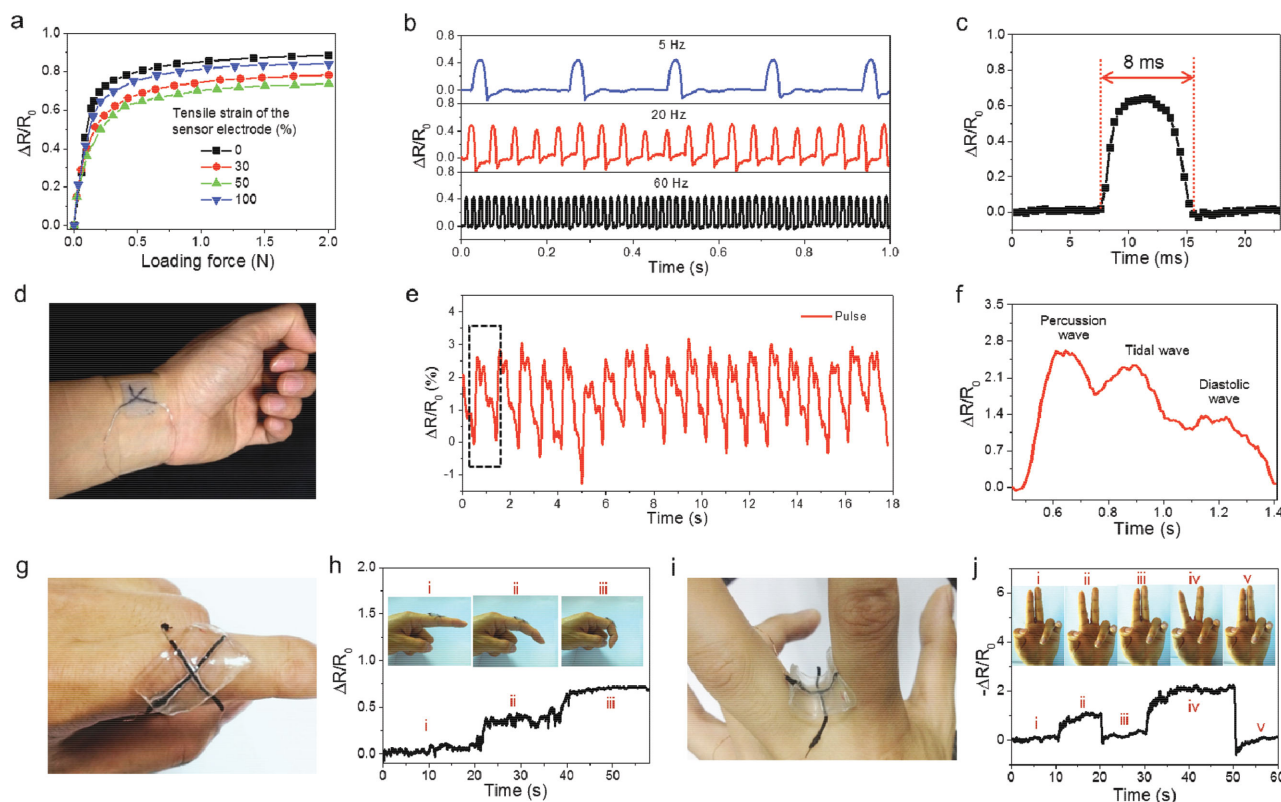 a
ΔR/R0
1.0
0.8
0.6
0.4
0.2
0.0
Tensile strain of the
sensor electrode (%)
0
30
50
100
0.0 0.5 1.0 1.5 2.0
Loading force (N)
b
ΔR/R0
0.8
0.4
0.0
5 Hz
0.8
0.4
0.0
20 Hz
0.8
0.4
0.0
60 Hz
0.0 0.2 0.4 0.6 0.8 1.0
Time (s)
c
ΔR/R0
1.0
0.8
0.6
0.4
0.2
0.0
8 ms
0 5 10 15 20
Time (ms)
d
e
ΔR/R0 (%)
4
3
2
1
0
-1
Pulse
0 2 4 6 8 10 12 14 16 18
Time (s)
f
ΔR/R0
3.5
2.8
2.1
1.4
0.7
0.0
Percussion
wave
Tidal wave
Diastolic
wave
0.6 0.8 1.0 1.2 1.4
Time (s)
g
h
ΔR/R0
2.0
1.5
1.0
0.5
0.0
i ii iii
i ii iii
0 10 20 30 40 50
Time (s)
i
j
-ΔR/R0
6
4
2
0
i ii iii iv v
i ii iii iv v
0 10 20 30 40 50 60
Time (s)